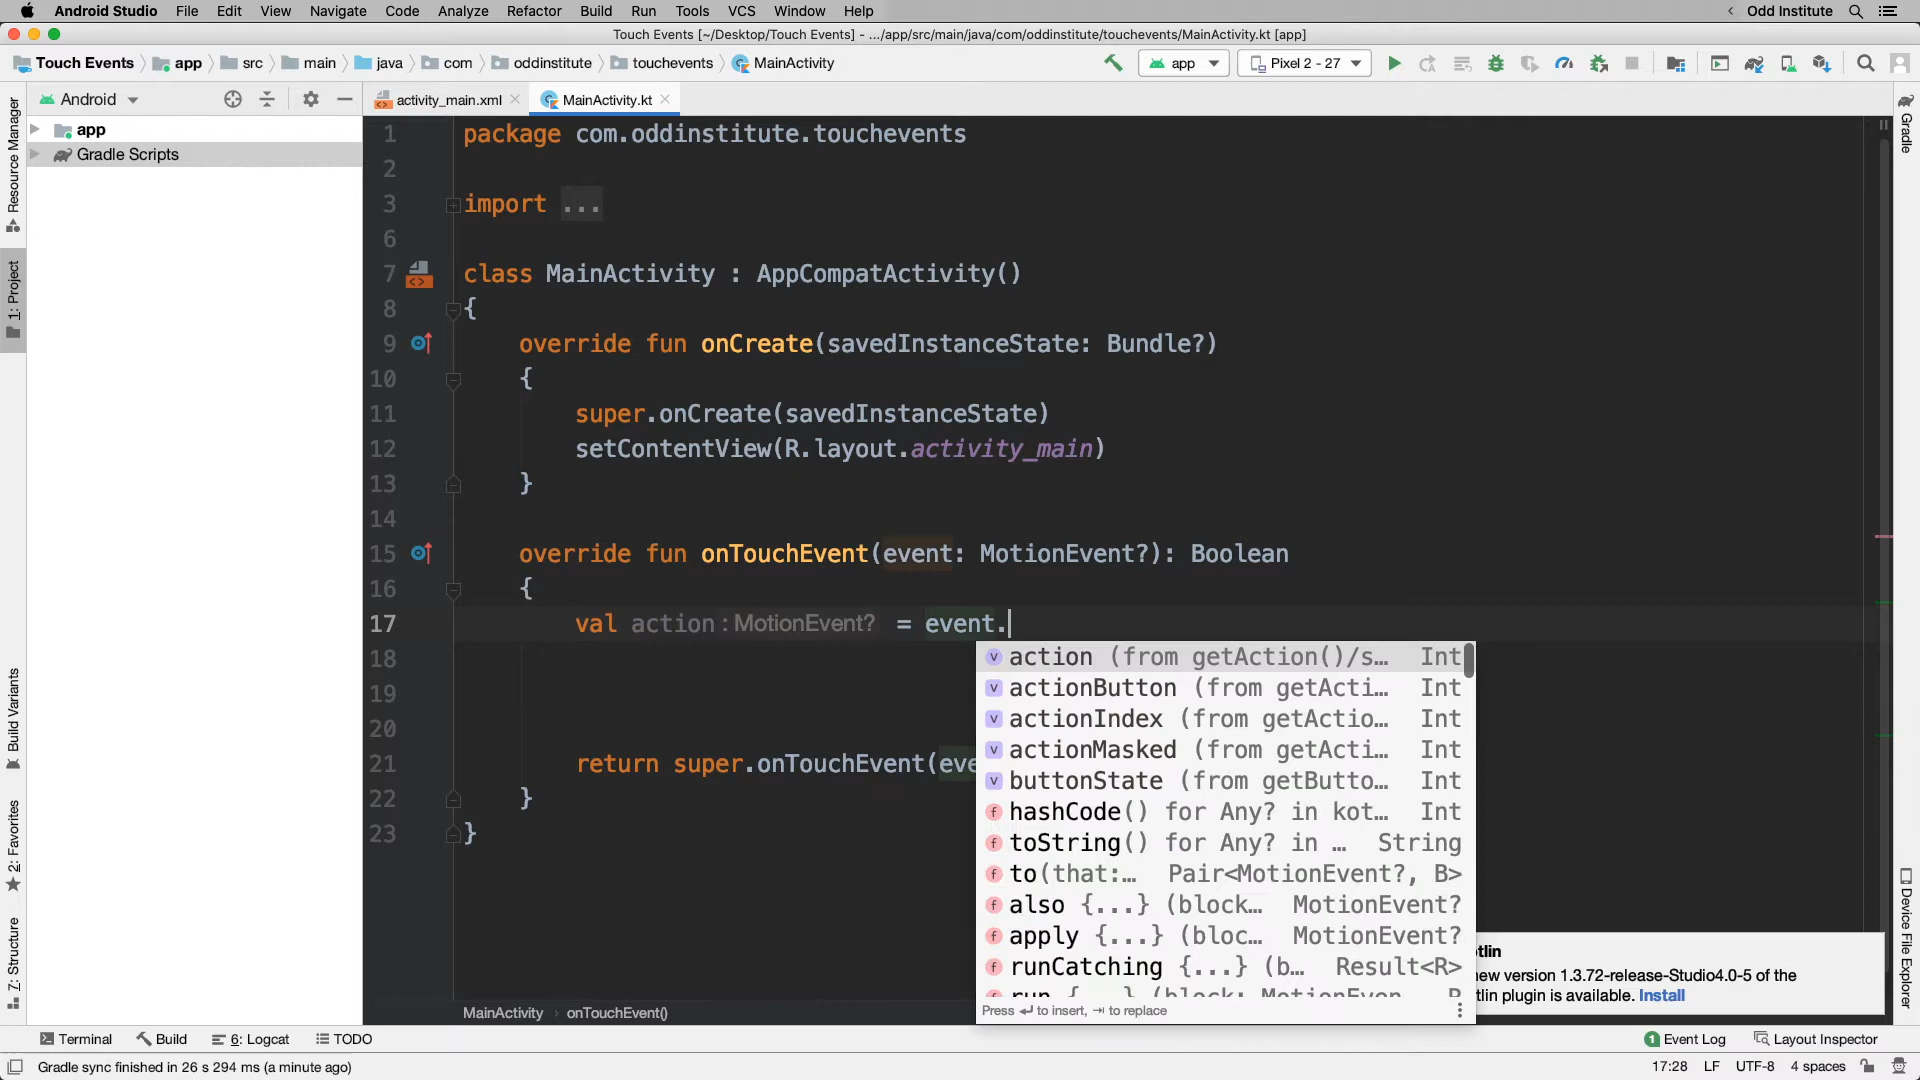 Android Studio File Edit View Navigate Code Analyze Refactor Build Run Tools VCS Window Help Odd Institute
Touch Events [~/Desktop/Touch Events] - .../app/src/main/java/com/oddinstitute/touchevents/MainActivity.kt [app]
Touch Events app src main java com oddinstitute touchevents MainActivity app Pixel 2 - 27
Android activity_main.xml MainActivity.kt
app
Gradle Scripts
Resource Manager
1: Project
Build Variants
2: Favorites
7: Structure
1 package com.oddinstitute.touchevents
2
3 import ...
6
7 class MainActivity : AppCompatActivity()
8 {
9 override fun onCreate(savedInstanceState: Bundle?)
10 {
11 super.onCreate(savedInstanceState)
12 setContentView(R.layout.activity_main)
13 }
14
15 override fun onTouchEvent(event: MotionEvent?): Boolean
16 {
17 val action : MotionEvent? = event.
18
19
20
21 return super.onTouchEvent(eve
22 }
23 }
action (from getAction()/s... Int
actionButton (from getActi... Int
actionIndex (from getActio... Int
actionMasked (from getActi... Int
buttonState (from getButto... Int
hashCode() for Any? in kot... Int
toString() for Any? in ... String
to(that:... Pair<MotionEvent?, B>
also {...} (block... MotionEvent?
apply {...} (bloc... MotionEvent?
runCatching {...} (b... Result<R>
Press ↵ to insert, ⇥ to replace
tlin
new version 1.3.72-release-Studio4.0-5 of the
tlin plugin is available. Install
Gradle
Device File Explorer
MainActivity › onTouchEvent()
Terminal Build 6: Logcat TODO 1 Event Log Layout Inspector
Gradle sync finished in 26 s 294 ms (a minute ago) 17:28 LF UTF-8 4 spaces